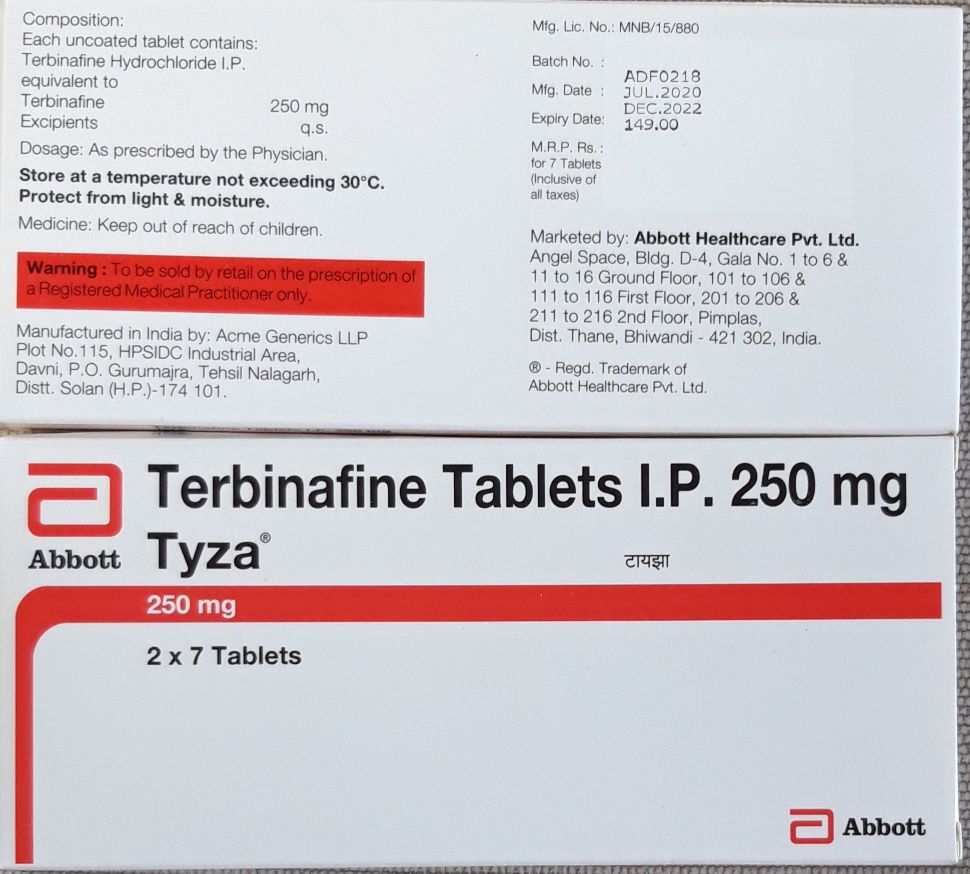 Composition:
Each uncoated tablet contains:
Terbinafine Hydrochloride I.P.
equivalent to
Terbinafine 250 mg
Excipients q.s.
Dosage: As prescribed by the Physician.
Store at a temperature not exceeding 30°C.
Protect from light & moisture.
Medicine: Keep out of reach of children.
Warning : To be sold by retail on the prescription of
a Registered Medical Practitioner only.
Manufactured in India by: Acme Generics LLP
Plot No.115, HPSIDC Industrial Area,
Davni, P.O. Gurumajra, Tehsil Nalagarh,
Distt. Solan (H.P.)-174 101.
Mfg. Lic. No.: MNB/15/880
Batch No. : ADF0218
Mfg. Date : JUL.2020
Expiry Date: DEC.2022
M.R.P. Rs. : 149.00
for 7 Tablets
(Inclusive of
all taxes)
Marketed by: Abbott Healthcare Pvt. Ltd.
Angel Space, Bldg. D-4, Gala No. 1 to 6 &
11 to 16 Ground Floor, 101 to 106 &
111 to 116 First Floor, 201 to 206 &
211 to 216 2nd Floor, Pimplas,
Dist. Thane, Bhiwandi - 421 302, India.
® - Regd. Trademark of
Abbott Healthcare Pvt. Ltd.
Terbinafine Tablets I.P. 250 mg
Abbott
Tyza®
टायझा
250 mg
2 x 7 Tablets
Abbott